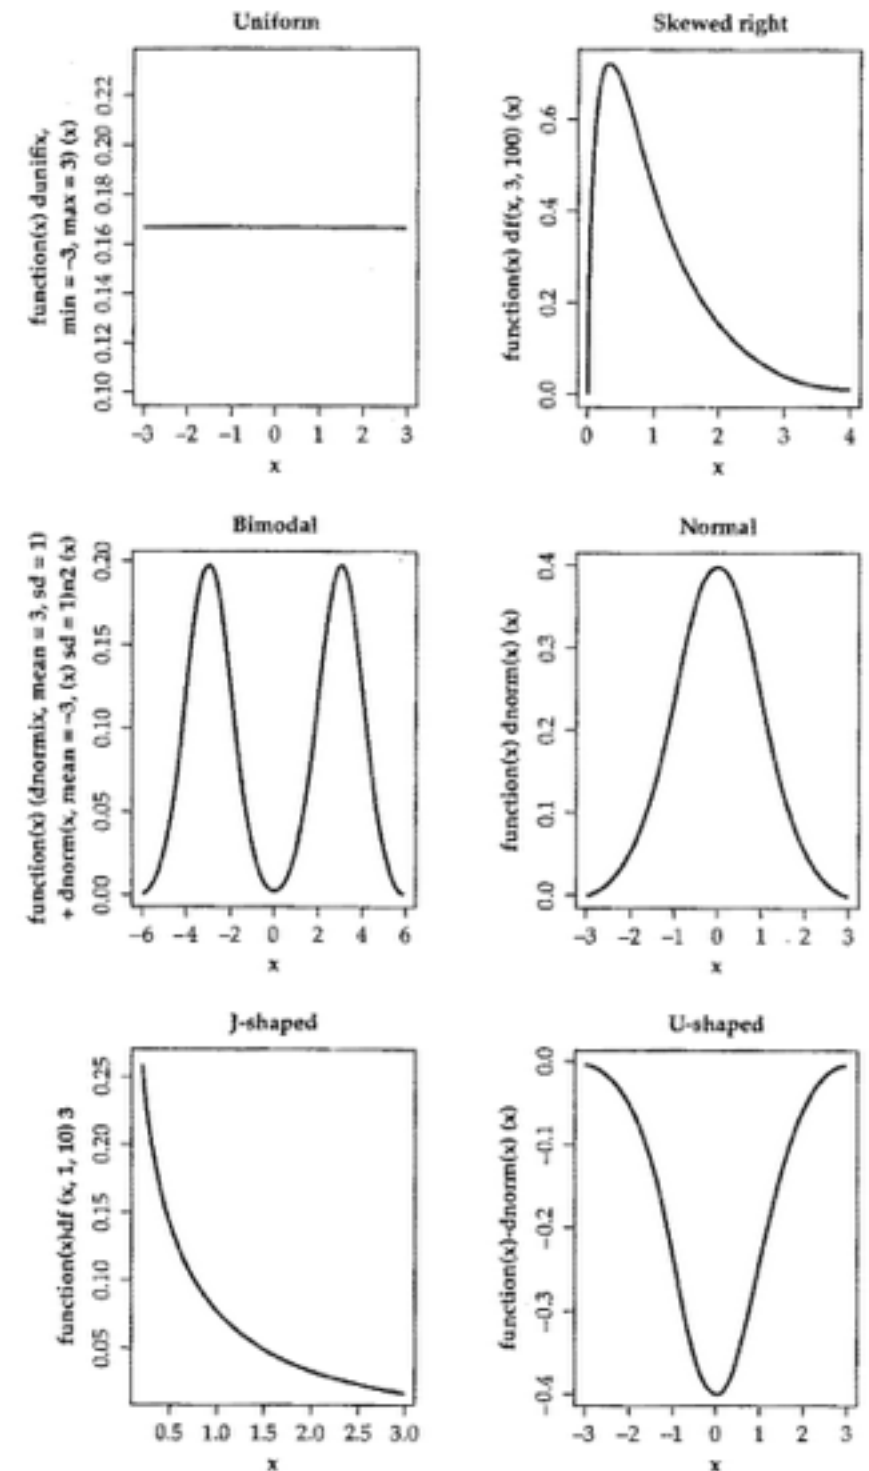 Uniform
function(x) dunifix,
min = –3, max = 3) (x)
0.10 0.12 0.14 0.16 0.18 0.20 0.22
–3 –2 –1 0 1 2 3
x
Skewed right
function(x) df(x, 3, 100) (x)
0.0 0.2 0.4 0.6
0 1 2 3 4
x
Bimodal
function(x) (dnormix, mean = 3, sd = 1)
+ dnorm(x, mean = –3, (x) sd = 1)n2 (x)
0.00 0.05 0.10 0.15 0.20
–6 –4 –2 0 2 4 6
x
Normal
function(x) dnorm(x) (x)
0.0 0.1 0.2 0.3 0.4
–3 –2 –1 0 1 2 3
x
J-shaped
function(x)df (x, 1, 10) 3
0.05 0.10 0.15 0.20 0.25
0.5 1.0 1.5 2.0 2.5 3.0
x
U-shaped
function(x)-dnorm(x) (x)
–0.4 –0.3 –0.2 –0.1 0.0
–3 –2 –1 0 1 2 3
x